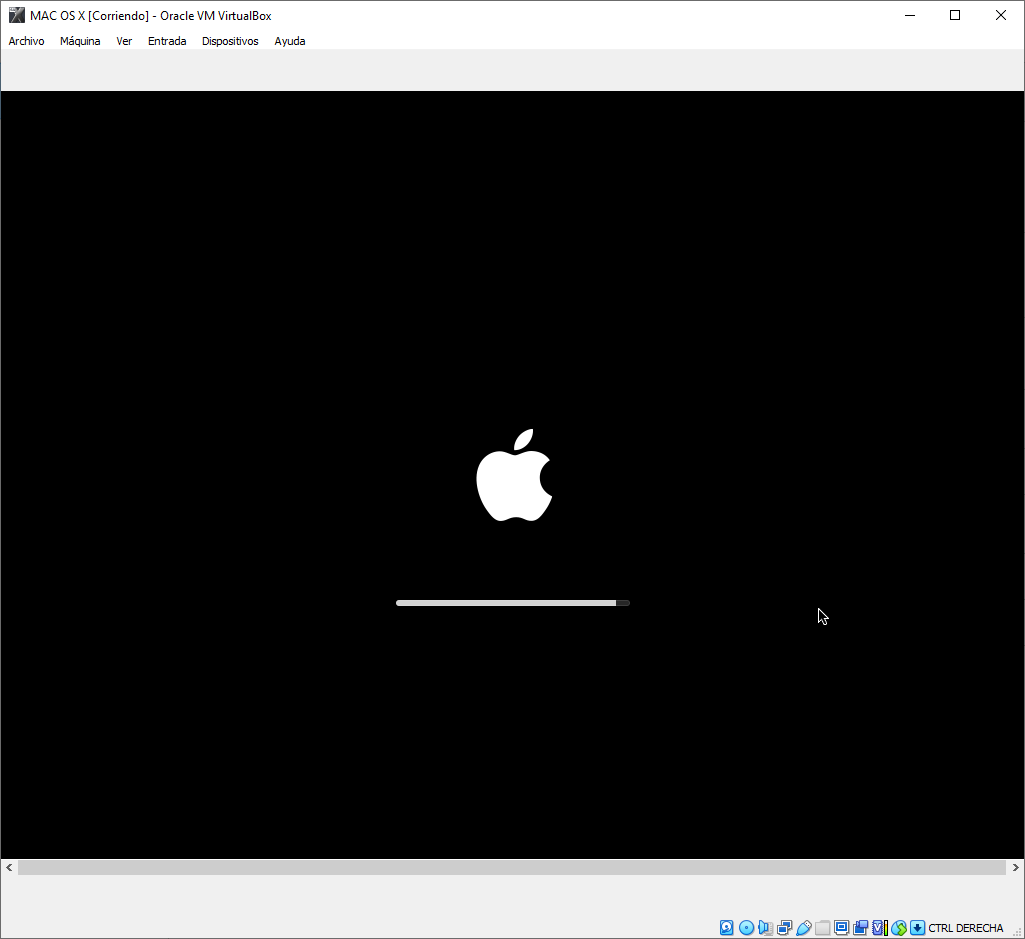 MAC OS X [Corriendo] - Oracle VM VirtualBox
Archivo Máquina Ver Entrada Dispositivos Ayuda
CTRL DERECHA